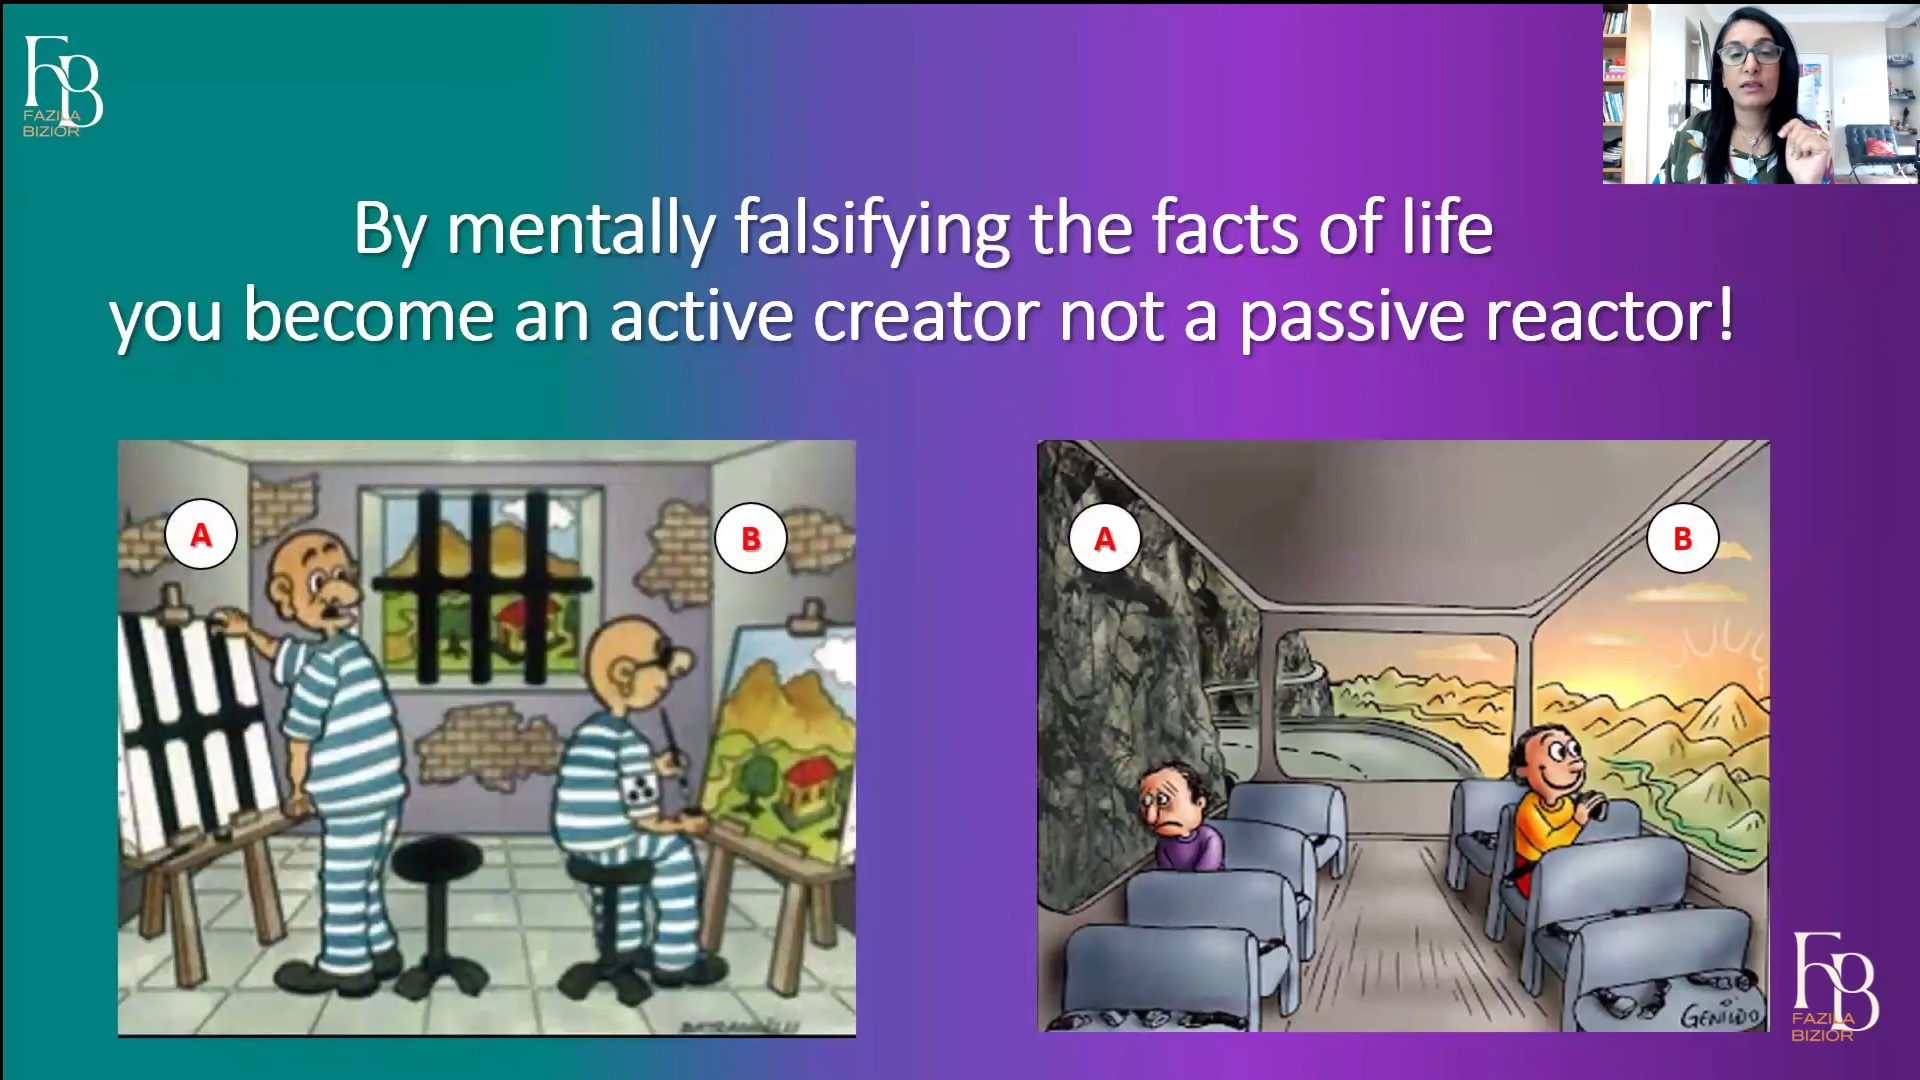 FB
FAZILA
BIZIOR
By mentally falsifying the facts of life
you become an active creator not a passive reactor!
A
B
A
B
GENILDO
FB
FAZILA
BIZIOR